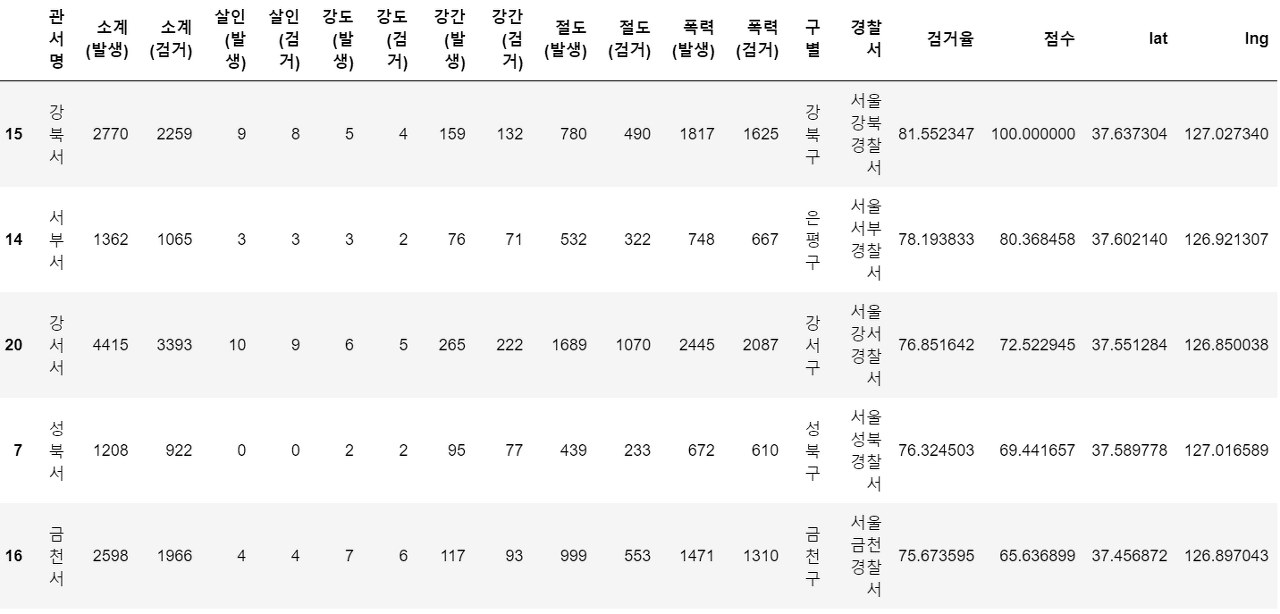 관서명 소계(발생) 소계(검거) 살인(발생) 살인(검거) 강도(발생) 강도(검거) 강간(발생) 강간(검거) 절도(발생) 절도(검거) 폭력(발생) 폭력(검거) 구별 경찰서 검거율 점수 lat lng
15 강북서 2770 2259 9 8 5 4 159 132 780 490 1817 1625 강북구 서울강북경찰서 81.552347 100.000000 37.637304 127.027340
14 서부서 1362 1065 3 3 3 2 76 71 532 322 748 667 은평구 서울서부경찰서 78.193833 80.368458 37.602140 126.921307
20 강서서 4415 3393 10 9 6 5 265 222 1689 1070 2445 2087 강서구 서울강서경찰서 76.851642 72.522945 37.551284 126.850038
7 성북서 1208 922 0 0 2 2 95 77 439 233 672 610 성북구 서울성북경찰서 76.324503 69.441657 37.589778 127.016589
16 금천서 2598 1966 4 4 7 6 117 93 999 553 1471 1310 금천구 서울금천경찰서 75.673595 65.636899 37.456872 126.897043